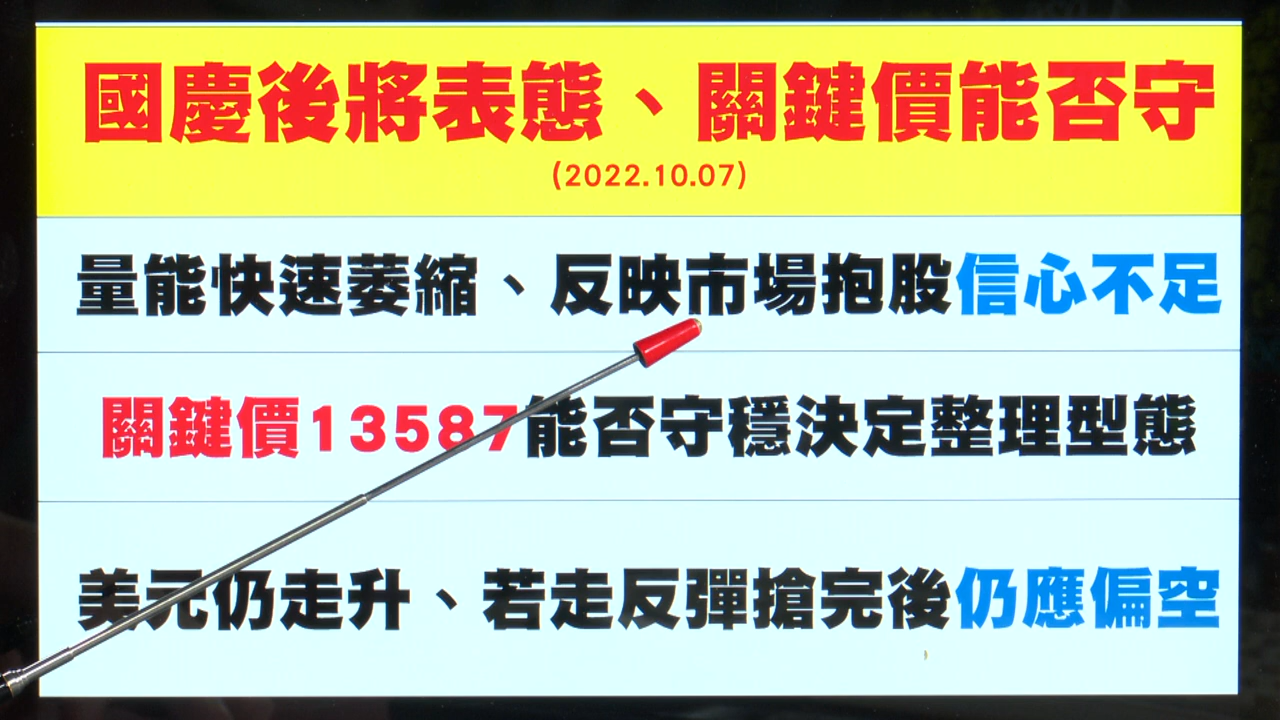 國慶後將表態、關鍵價能否守
(2022.10.07)
量能快速萎縮、反映市場抱股信心不足
關鍵價13587能否守穩決定整理型態
美元仍走升、若走反彈搶完後仍應偏空